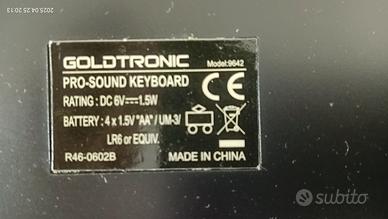 2025.04.25 20:13
GOLDTRONIC Model:9642
PRO-SOUND KEYBOARD
RATING : DC 6V⎓1.5W
BATTERY : 4 x 1.5V "AA" / UM-3/
LR6 or EQUIV.
R46-0602B MADE IN CHINA
CE
subito